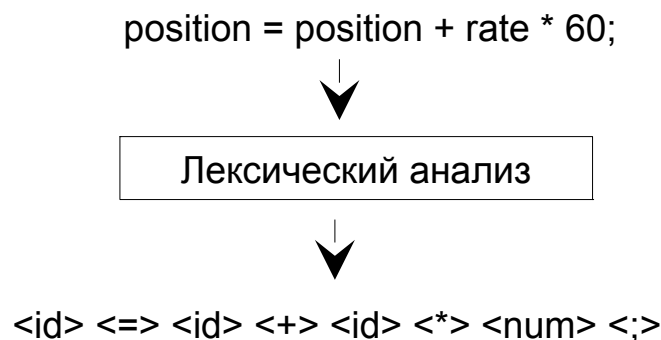 position = position + rate * 60;
Лексический анализ
<id> <=> <id> <+> <id> <*> <num> <;>